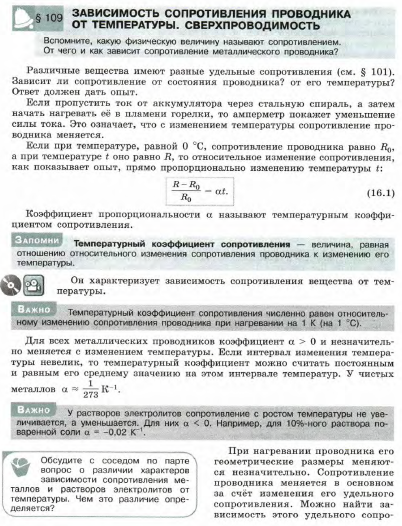 § 109
ЗАВИСИМОСТЬ СОПРОТИВЛЕНИЯ ПРОВОДНИКА
ОТ ТЕМПЕРАТУРЫ. СВЕРХПРОВОДИМОСТЬ
Вспомните, какую физическую величину называют сопротивлением.
От чего и как зависит сопротивление металлического проводника?
Различные вещества имеют разные удельные сопротивления (см. § 101).
Зависит ли сопротивление от состояния проводника? от его температуры?
Ответ должен дать опыт.
Если пропустить ток от аккумулятора через стальную спираль, а затем
начать нагревать её в пламени горелки, то амперметр покажет уменьшение
силы тока. Это означает, что с изменением температуры сопротивление про-
водника меняется.
Если при температуре, равной 0 °С, сопротивление проводника равно R₀,
а при температуре t оно равно R, то относительное изменение сопротивления,
как показывает опыт, прямо пропорционально изменению температуры t:
(R – R₀)/R₀ = αt. (16.1)
Коэффициент пропорциональности α называют температурным коэффи-
циентом сопротивления.
ЗАПОМНИ Температурный коэффициент сопротивления — величина, равная
отношению относительного изменения сопротивления проводника к изменению его
температуры.
Он характеризует зависимость сопротивления вещества от тем-
пературы.
ВАЖНО Температурный коэффициент сопротивления численно равен относитель-
ному изменению сопротивления проводника при нагревании на 1 К (на 1 °С).
Для всех металлических проводников коэффициент α > 0 и незначитель-
но меняется с изменением температуры. Если интервал изменения темпера-
туры невелик, то температурный коэффициент можно считать постоянным
и равным его среднему значению на этом интервале температур. У чистых
металлов α ≈ 1/273 К⁻¹.
ВАЖНО У растворов электролитов сопротивление с ростом температуры не уве-
личивается, а уменьшается. Для них α < 0. Например, для 10%-ного раствора по-
варенной соли α = –0,02 К⁻¹.
Обсудите с соседом по парте
вопрос о различии характеров
зависимости сопротивления ме-
таллов и растворов электролитов от
температуры. Чем это различие опре-
деляется?
При нагревании проводника его
геометрические размеры меняют-
ся незначительно. Сопротивление
проводника меняется в основном
за счёт изменения его удельного
сопротивления. Можно найти за-
висимость этого удельного сопро-